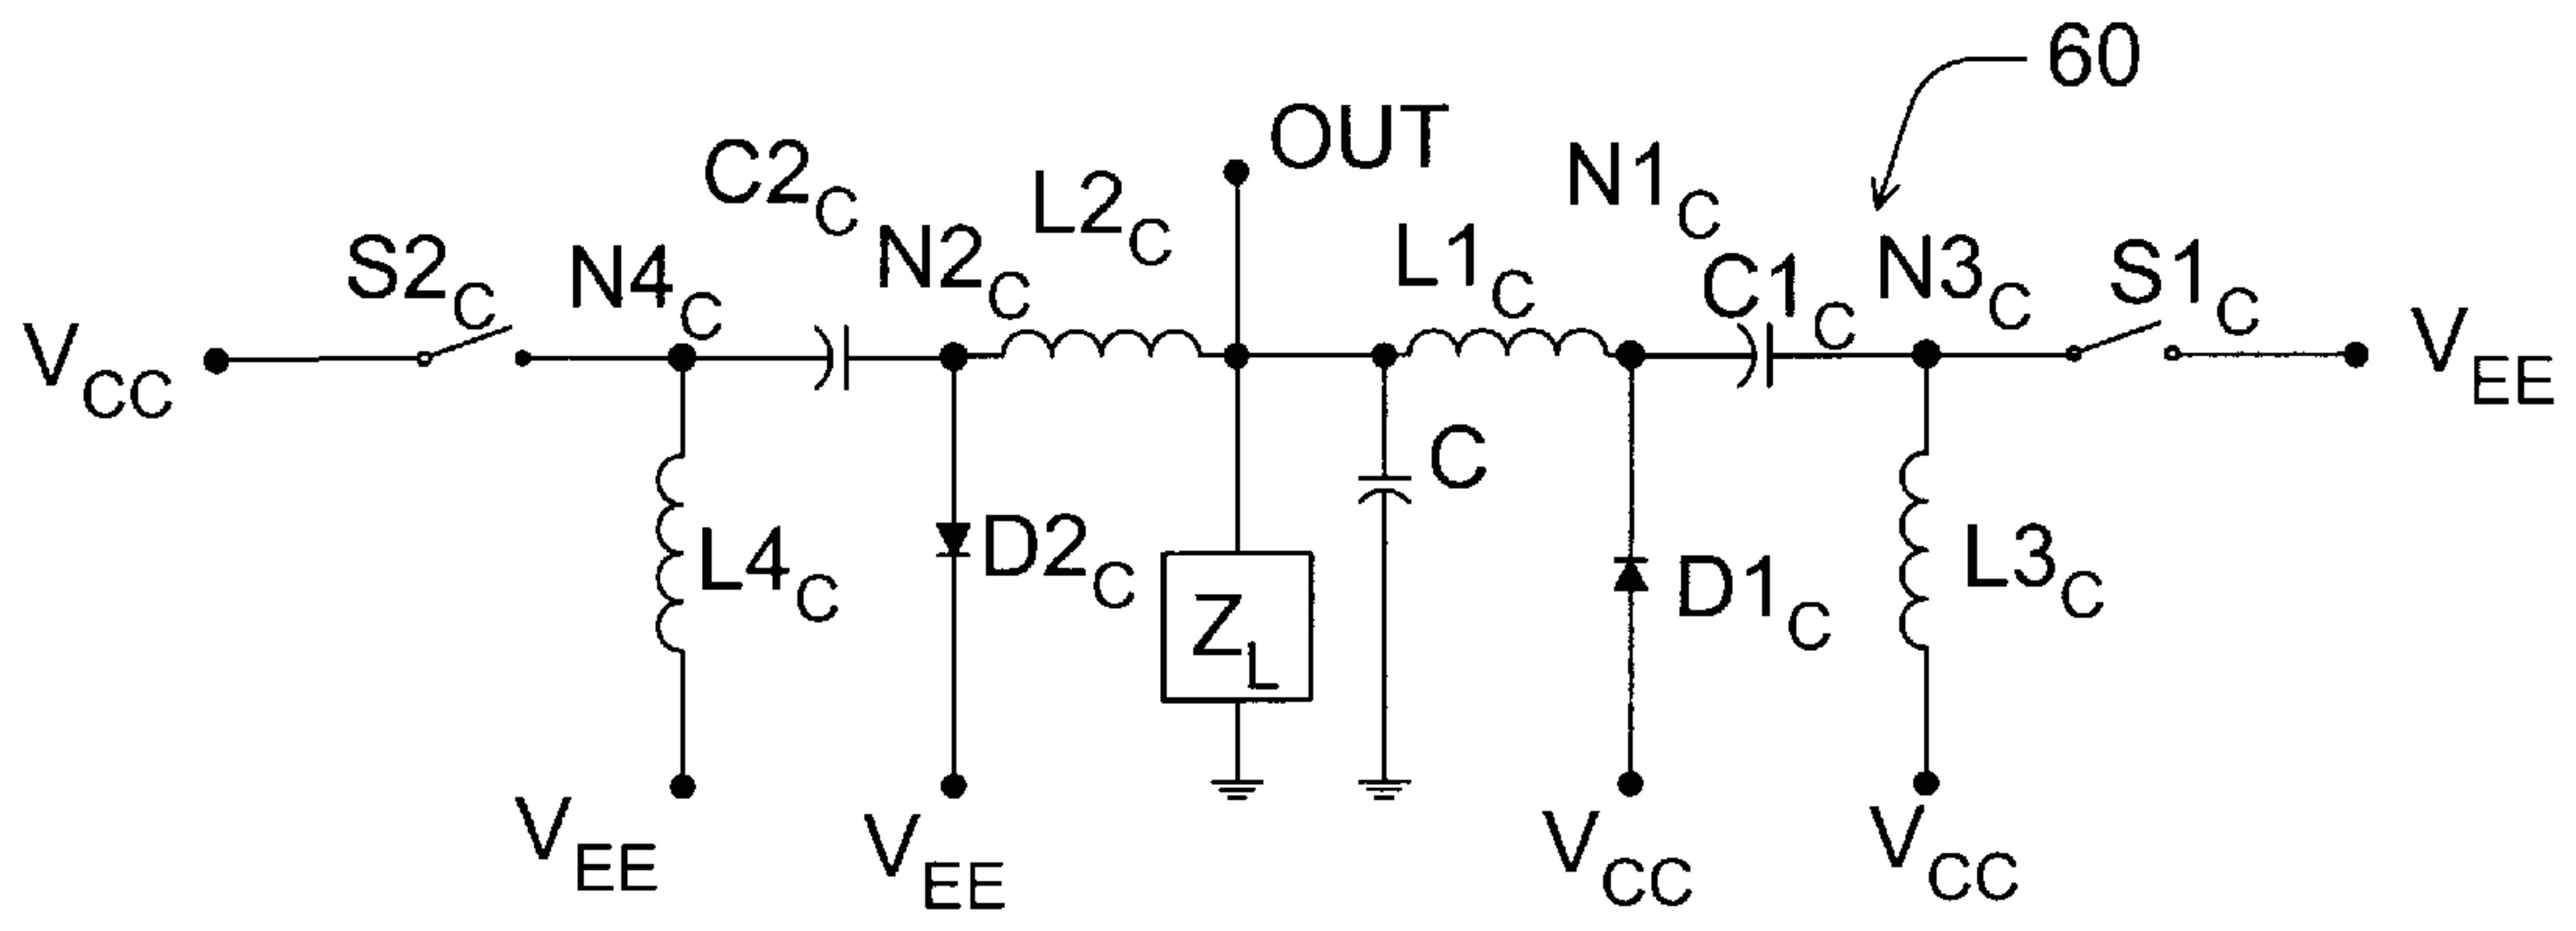 60
OUT
C2C
L2C
N1C
S2C
N4C
N2C
L1C
C1C
N3C
S1C
VCC
VEE
C
L4C
D2C
ZL
D1C
L3C
VEE
VEE
VCC
VCC